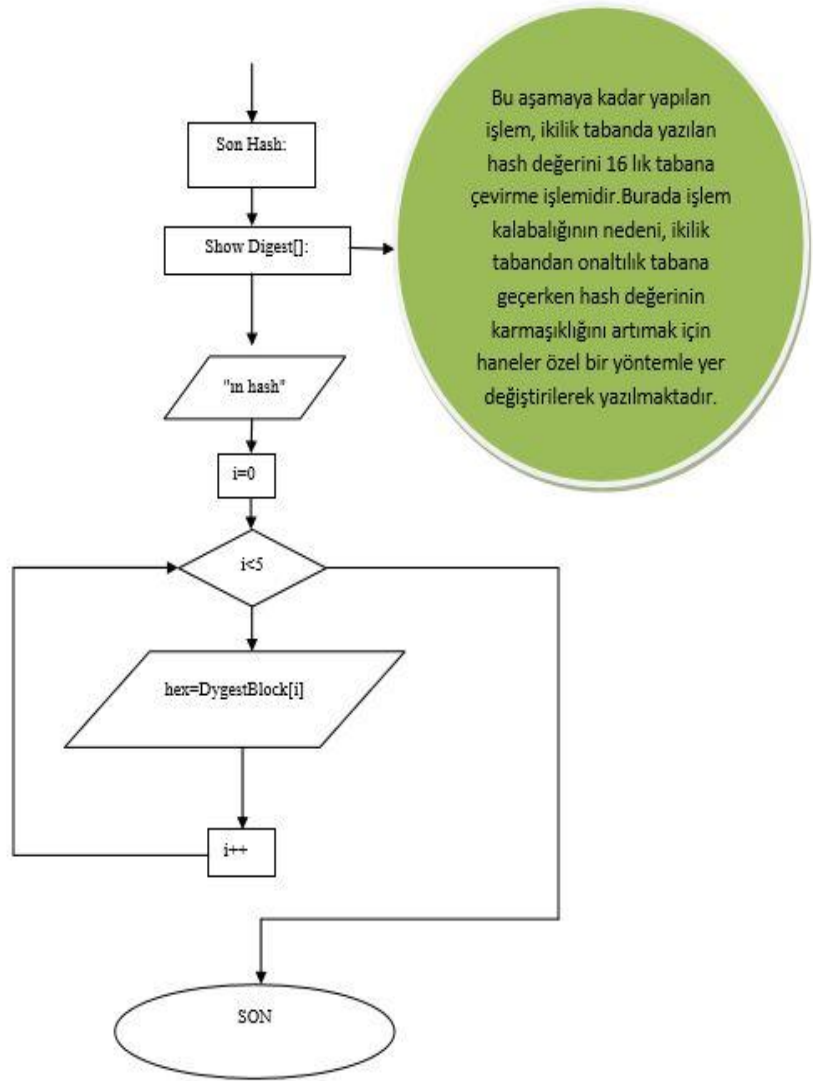 Son Hash:
Show Digest[]:
"ın hash"
i=0
i<5
hex=DygestBlock[i]
i++
SON
Bu aşamaya kadar yapılan
işlem, ikilik tabanda yazılan
hash değerini 16 lık tabana
çevirme işlemidir.Burada işlem
kalabalığının nedeni, ikilik
tabandan onaltılık tabana
geçerken hash değerinin
karmaşıklığını artımak için
haneler özel bir yöntemle yer
değiştirilerek yazılmaktadır.